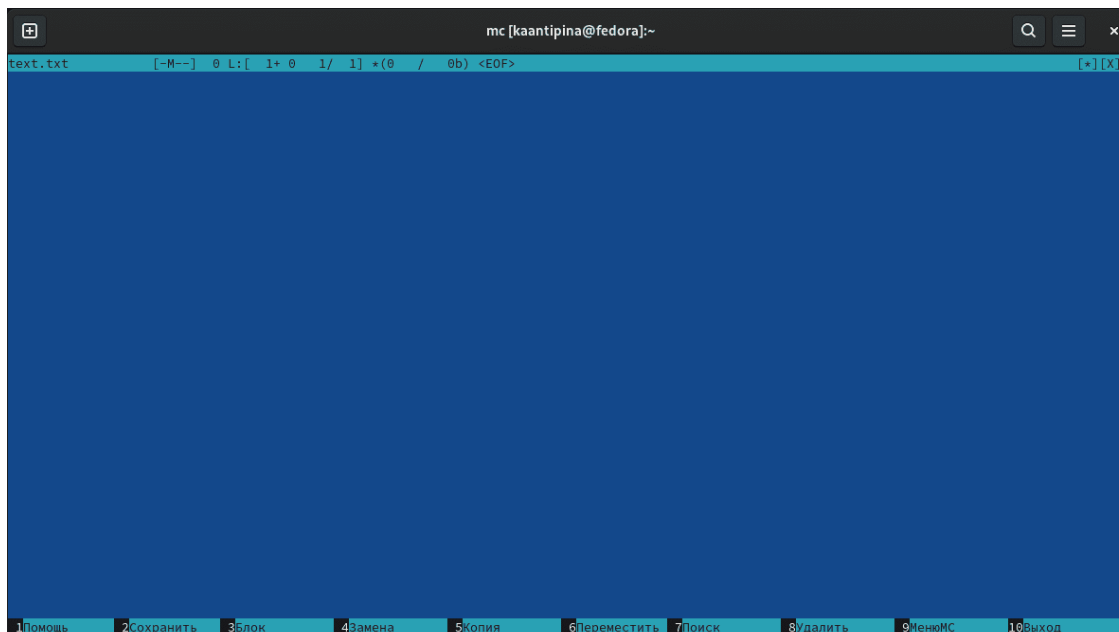 mc [kaantipina@fedora]:~
text.txt [-M--] 0 L:[ 1+ 0 1/ 1] *(0 / 0b) <EOF> [*][X]
1Помощь 2Сохранить 3Блок 4Замена 5Копия 6Переместить 7Поиск 8Удалить 9МенюMC 10Выход